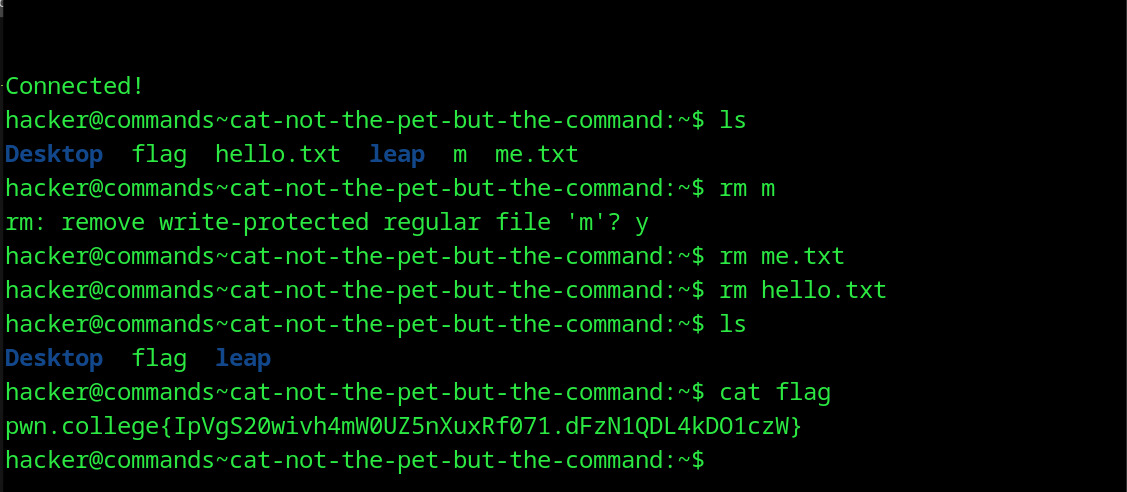 Connected!
hacker@commands~cat-not-the-pet-but-the-command:~$ ls
Desktop  flag  hello.txt  leap  m  me.txt
hacker@commands~cat-not-the-pet-but-the-command:~$ rm m
rm: remove write-protected regular file 'm'? y
hacker@commands~cat-not-the-pet-but-the-command:~$ rm me.txt
hacker@commands~cat-not-the-pet-but-the-command:~$ rm hello.txt
hacker@commands~cat-not-the-pet-but-the-command:~$ ls
Desktop  flag  leap
hacker@commands~cat-not-the-pet-but-the-command:~$ cat flag
pwn.college{IpVgS20wivh4mW0UZ5nXuxRf071.dFzN1QDL4kDO1czW}
hacker@commands~cat-not-the-pet-but-the-command:~$